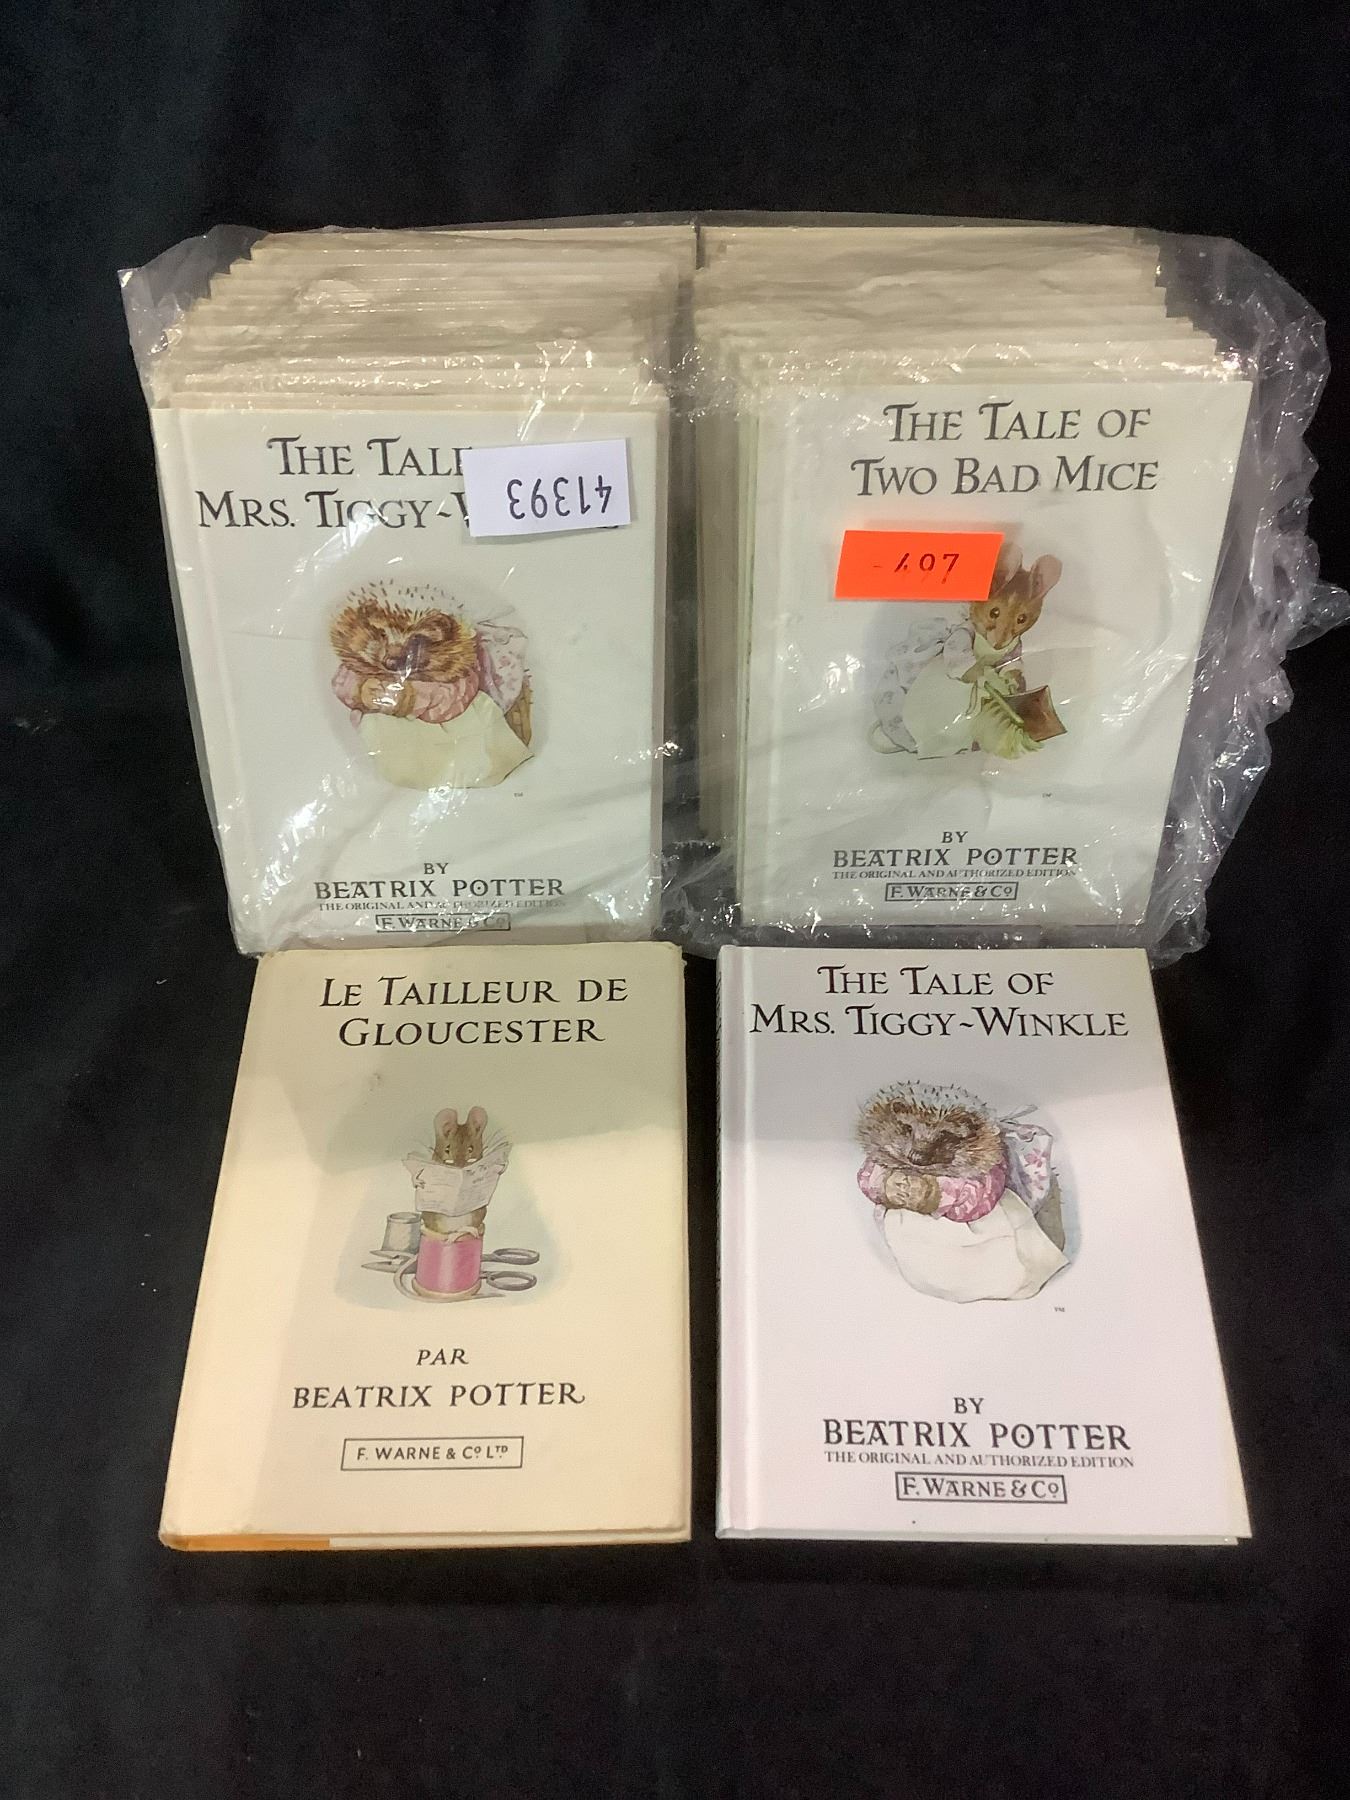 THE TALE
MRS. TIGGY~
41393
BY
BEATRIX POTTER
THE ORIGINAL AND AUTHORIZED EDITION
F. WARNE & Cº
THE TALE OF
TWO BAD MICE
497
BY
BEATRIX POTTER
THE ORIGINAL AND AUTHORIZED EDITION
F. WARNE & Cº
LE TAILLEUR DE
GLOUCESTER
PAR
BEATRIX POTTER
F. WARNE & Cº LTD
THE TALE OF
MRS. TIGGY~WINKLE
TM
BY
BEATRIX POTTER
THE ORIGINAL AND AUTHORIZED EDITION
F. WARNE & Cº